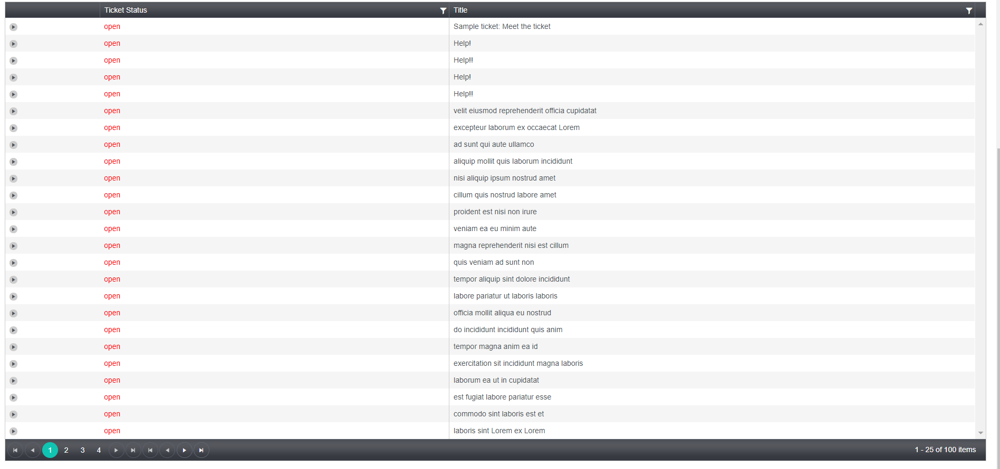 Ticket Status Title
open Sample ticket: Meet the ticket
open Help!
open Help!!
open Help!
open Help!!
open velit eiusmod reprehenderit officia cupidatat
open excepteur laborum ex occaecat Lorem
open ad sunt qui aute ullamco
open aliquip mollit quis laborum incididunt
open nisi aliquip ipsum nostrud amet
open cillum quis nostrud labore amet
open proident est nisi non irure
open veniam ea eu minim aute
open magna reprehenderit nisi est cillum
open quis veniam ad sunt non
open tempor aliquip sint dolore incididunt
open labore pariatur ut laboris laboris
open officia mollit aliqua eu nostrud
open do incididunt incididunt quis anim
open tempor magna anim ea id
open exercitation sit incididunt magna laboris
open laborum ea ut in cupidatat
open est fugiat labore pariatur esse
open commodo sint laboris est et
open laboris sint Lorem ex Lorem
1 2 3 4 1 - 25 of 100 items